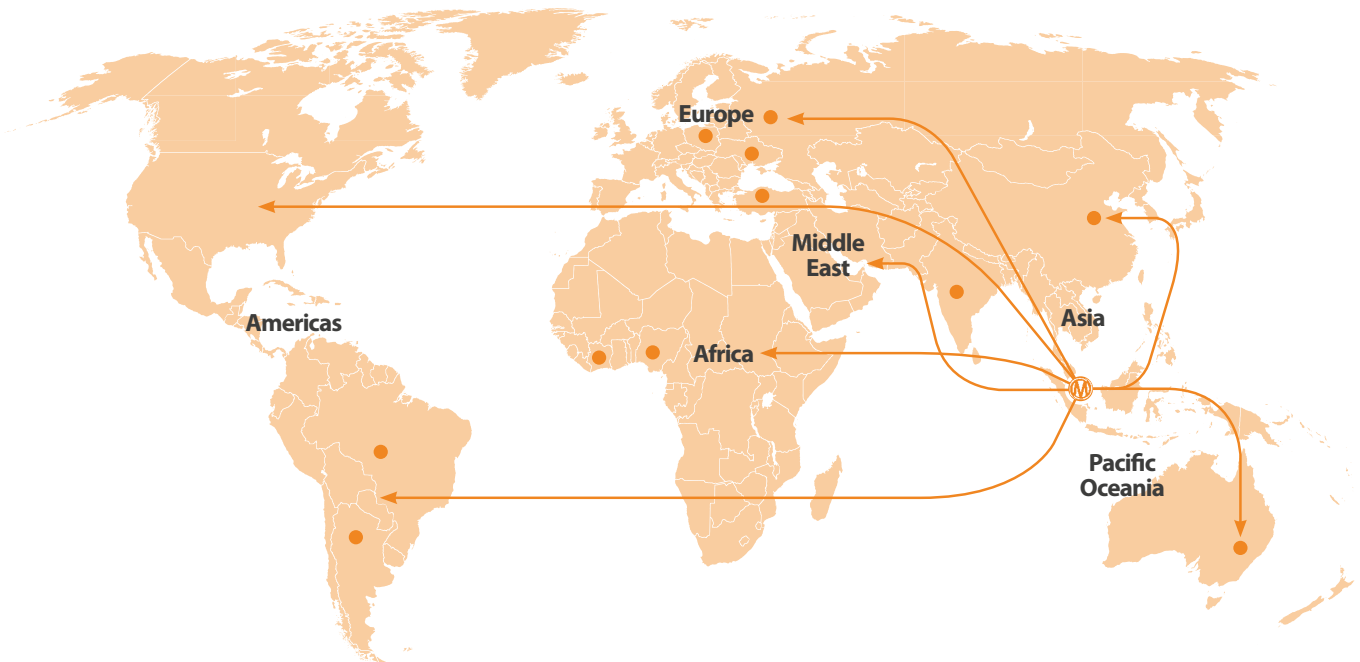 Europe
Middle
East
Asia
Americas
Africa
M
Pacific
Oceania